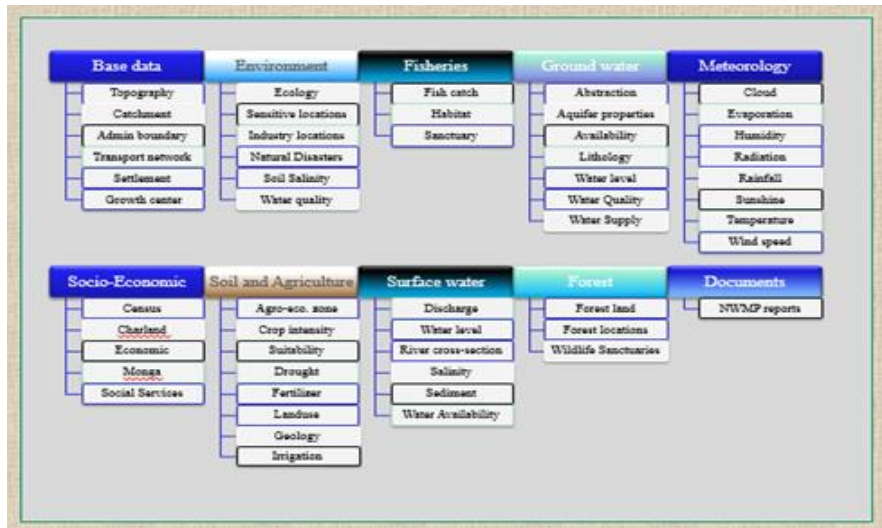 Base data
Topography
Catchment
Admin boundary
Transport network
Settlement
Growth center
Environment
Ecology
Sensitive locations
Industry locations
Natural Disasters
Soil Salinity
Water quality
Fisheries
Fish catch
Habitat
Sanctuary
Ground water
Abstraction
Aquifer properties
Availability
Lithology
Water level
Water Quality
Water Supply
Meteorology
Cloud
Evaporation
Humidity
Radiation
Rainfall
Sunshine
Temperature
Wind speed
Socio-Economic
Census
Charland
Economic
Monga
Social Services
Soil and Agriculture
Agro-eco. zone
Crop intensity
Suitability
Drought
Fertilizer
Landuse
Geology
Irrigation
Surface water
Discharge
Water level
River cross-section
Salinity
Sediment
Water Availability
Forest
Forest land
Forest locations
Wildlife Sanctuaries
Documents
NWMP reports